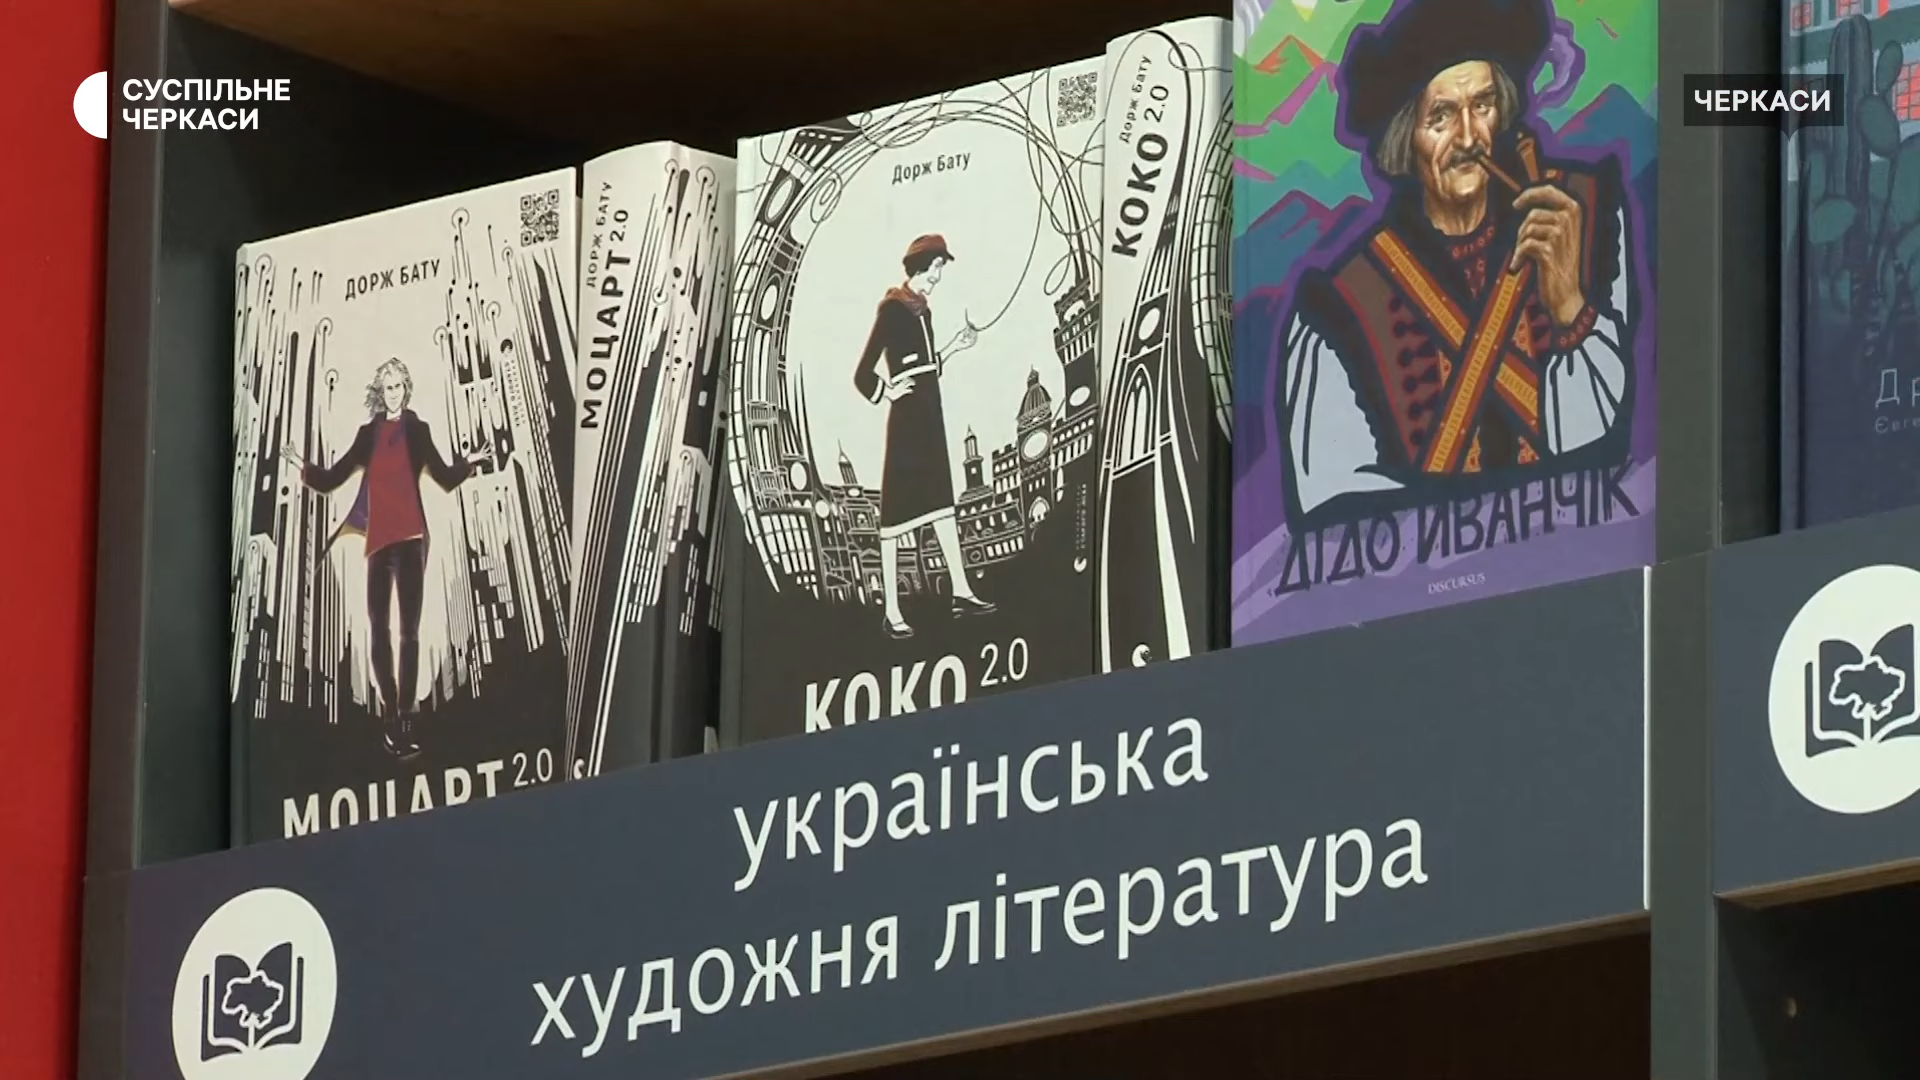 СУСПІЛЬНЕ
ЧЕРКАСИ
ЧЕРКАСИ
ДОРЖ БАТУ
МОЦАРТ 2.0
ДОРЖ БАТУ
МОЦАРТ 2.0
Дорж Бату
КОКО 2.0
Дорж Бату
КОКО 2.0
ДІДО ИВАНЧІК
DISCURSUS
українська
художня література